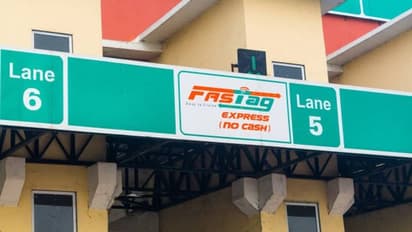 Lane
6
FASTag
EXPRESS
(NO CASH)
Lane
5